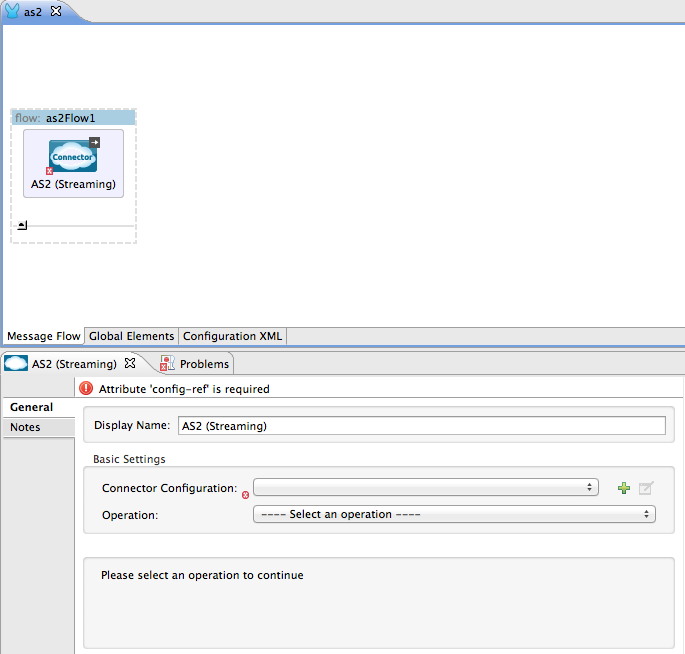 as2
flow: as2Flow1
Connector
AS2 (Streaming)
Message Flow Global Elements Configuration XML
AS2 (Streaming) Problems
Attribute 'config-ref' is required
General
Notes
Display Name: AS2 (Streaming)
Basic Settings
Connector Configuration:
Operation: ---- Select an operation ----
Please select an operation to continue